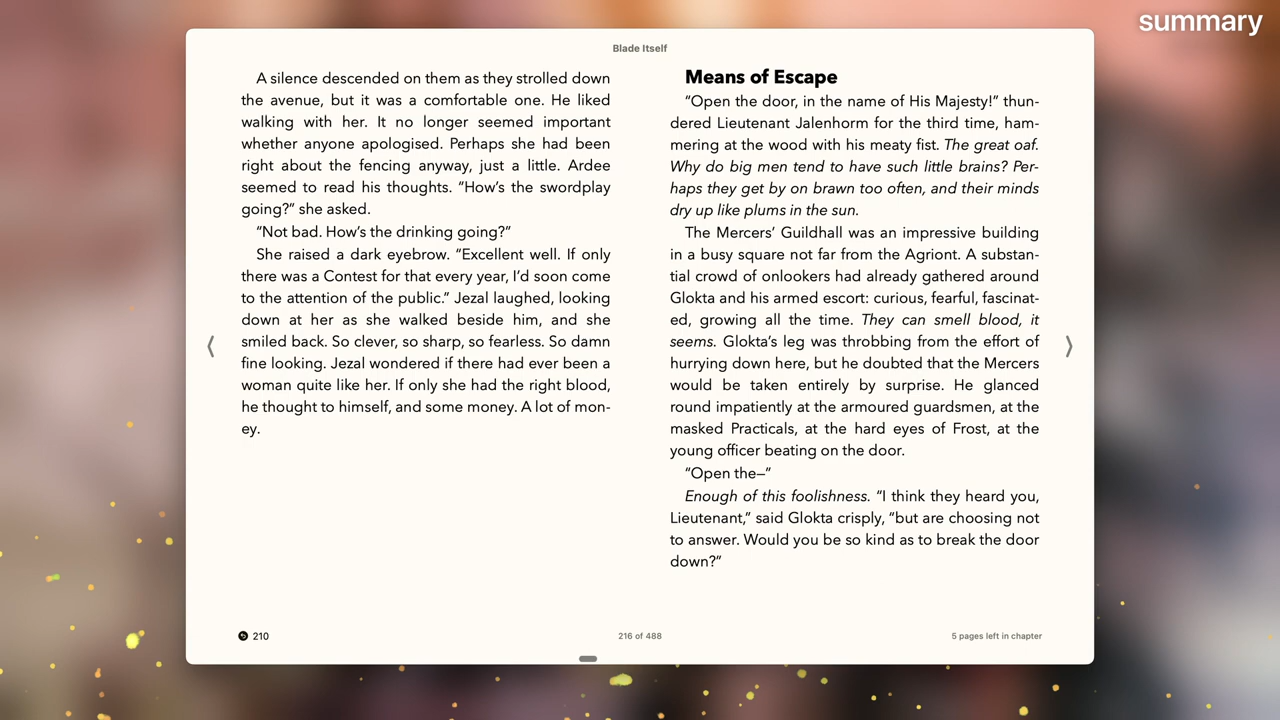 summary
Blade Itself
A silence descended on them as they strolled down
the avenue, but it was a comfortable one. He liked
walking with her. It no longer seemed important
whether anyone apologised. Perhaps she had been
right about the fencing anyway, just a little. Ardee
seemed to read his thoughts. “How’s the swordplay
going?” she asked.
“Not bad. How’s the drinking going?”
She raised a dark eyebrow. “Excellent well. If only
there was a Contest for that every year, I’d soon come
to the attention of the public.” Jezal laughed, looking
down at her as she walked beside him, and she
smiled back. So clever, so sharp, so fearless. So damn
fine looking. Jezal wondered if there had ever been a
woman quite like her. If only she had the right blood,
he thought to himself, and some money. A lot of mon-
ey.
Means of Escape
“Open the door, in the name of His Majesty!” thun-
dered Lieutenant Jalenhorm for the third time, ham-
mering at the wood with his meaty fist. The great oaf.
Why do big men tend to have such little brains? Per-
haps they get by on brawn too often, and their minds
dry up like plums in the sun.
The Mercers’ Guildhall was an impressive building
in a busy square not far from the Agriont. A substan-
tial crowd of onlookers had already gathered around
Glokta and his armed escort: curious, fearful, fascinat-
ed, growing all the time. They can smell blood, it
seems. Glokta’s leg was throbbing from the effort of
hurrying down here, but he doubted that the Mercers
would be taken entirely by surprise. He glanced
round impatiently at the armoured guardsmen, at the
masked Practicals, at the hard eyes of Frost, at the
young officer beating on the door.
“Open the—”
Enough of this foolishness. “I think they heard you,
Lieutenant,” said Glokta crisply, “but are choosing not
to answer. Would you be so kind as to break the door
down?”
210
216 of 488
5 pages left in chapter